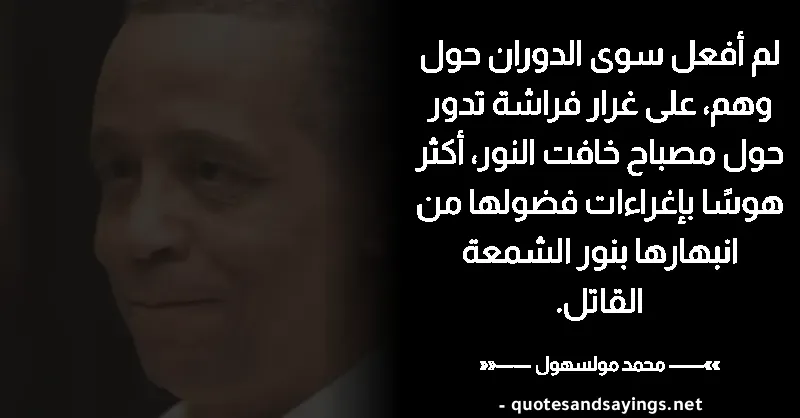 لم أفعل سوى الدوران حول
وهم، على غرار فراشة تدور
حول مصباح خافت النور، أكثر
هوسًا بإغراءات فضولها من
انبهارها بنور الشمعة
القاتل.
»»—— محمد مولسهول ——««
- quotesandsayings.net